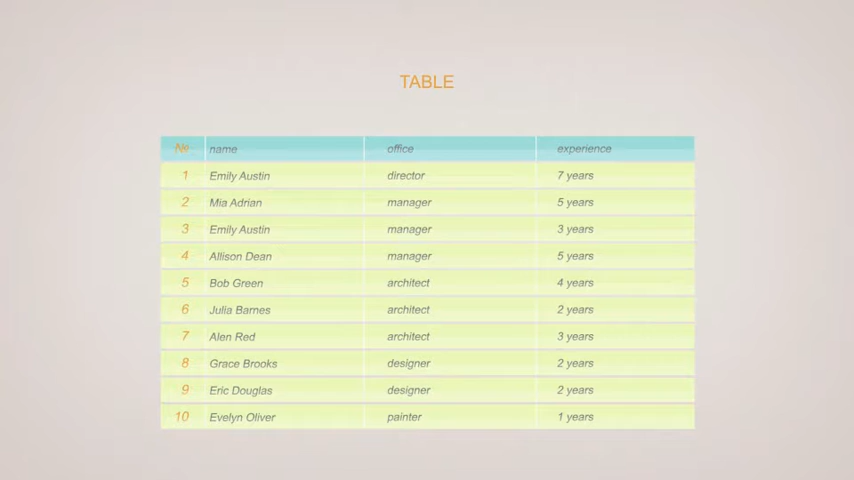 TABLE
№ name office experience
1 Emily Austin director 7 years
2 Mia Adrian manager 5 years
3 Emily Austin manager 3 years
4 Allison Dean manager 5 years
5 Bob Green architect 4 years
6 Julia Barnes architect 2 years
7 Alen Red architect 3 years
8 Grace Brooks designer 2 years
9 Eric Douglas designer 2 years
10 Evelyn Oliver painter 1 years